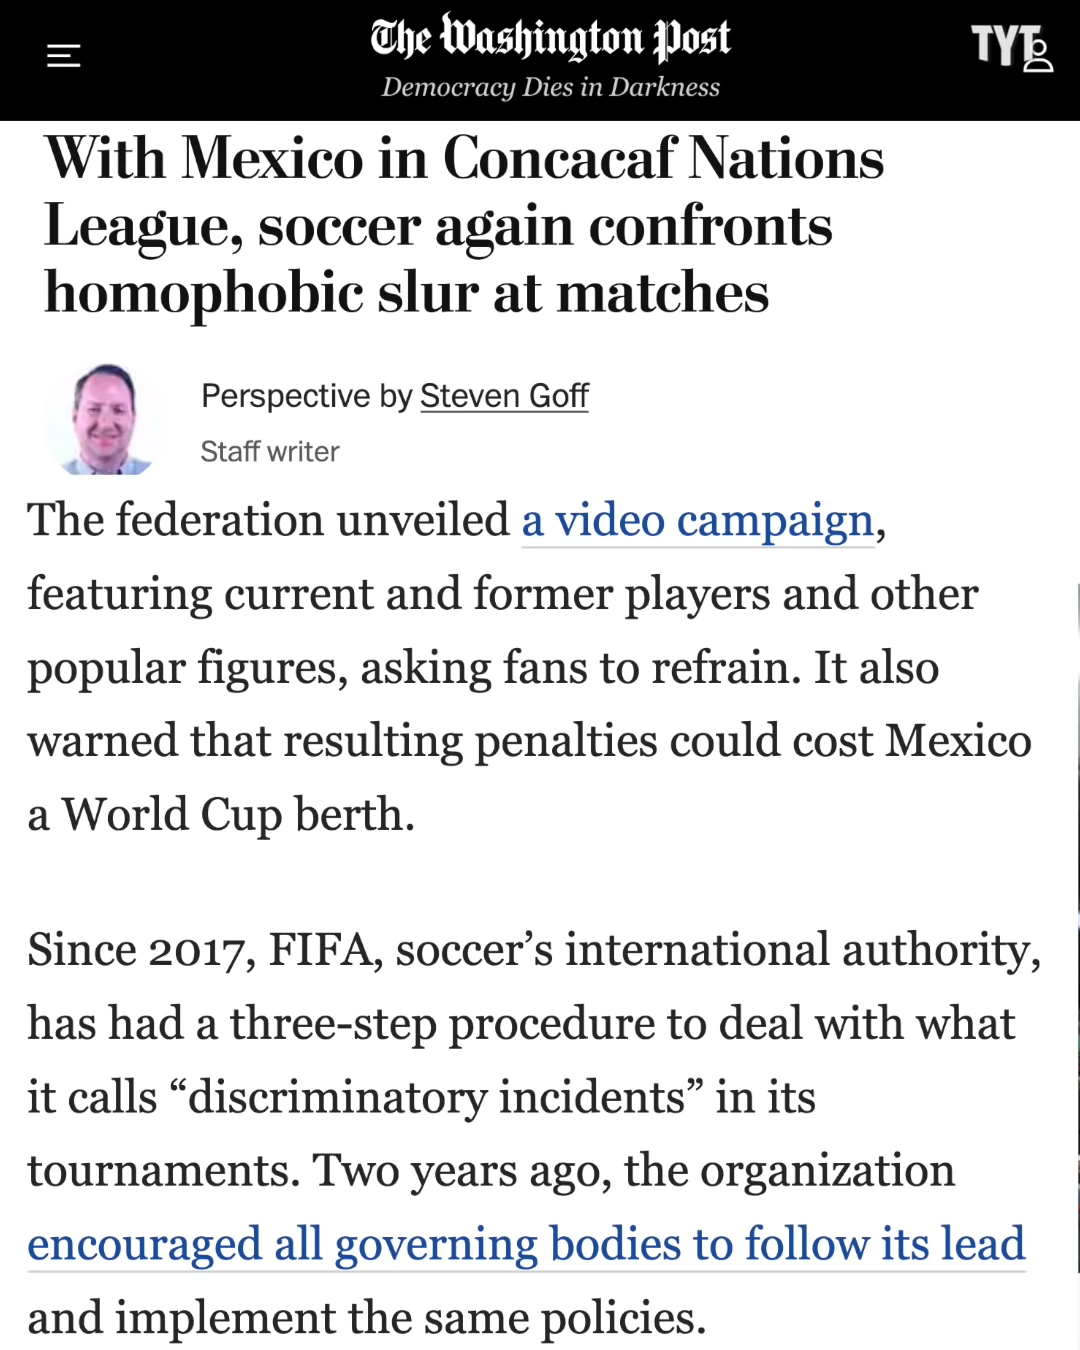 The Washington Post
Democracy Dies in Darkness
TYT
With Mexico in Concacaf Nations
League, soccer again confronts
homophobic slur at matches
Perspective by Steven Goff
Staff writer
The federation unveiled a video campaign,
featuring current and former players and other
popular figures, asking fans to refrain. It also
warned that resulting penalties could cost Mexico
a World Cup berth.
Since 2017, FIFA, soccer’s international authority,
has had a three-step procedure to deal with what
it calls “discriminatory incidents” in its
tournaments. Two years ago, the organization
encouraged all governing bodies to follow its lead
and implement the same policies.